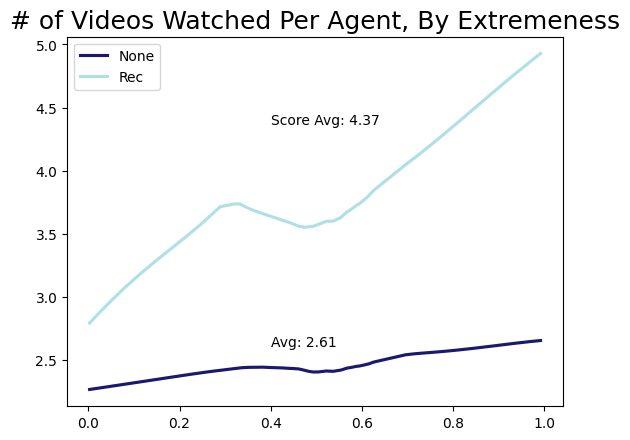 # of Videos Watched Per Agent, By Extremeness
None
Rec
5.0
4.5
4.0
3.5
3.0
2.5
Score Avg: 4.37
Avg: 2.61
0.0 0.2 0.4 0.6 0.8 1.0